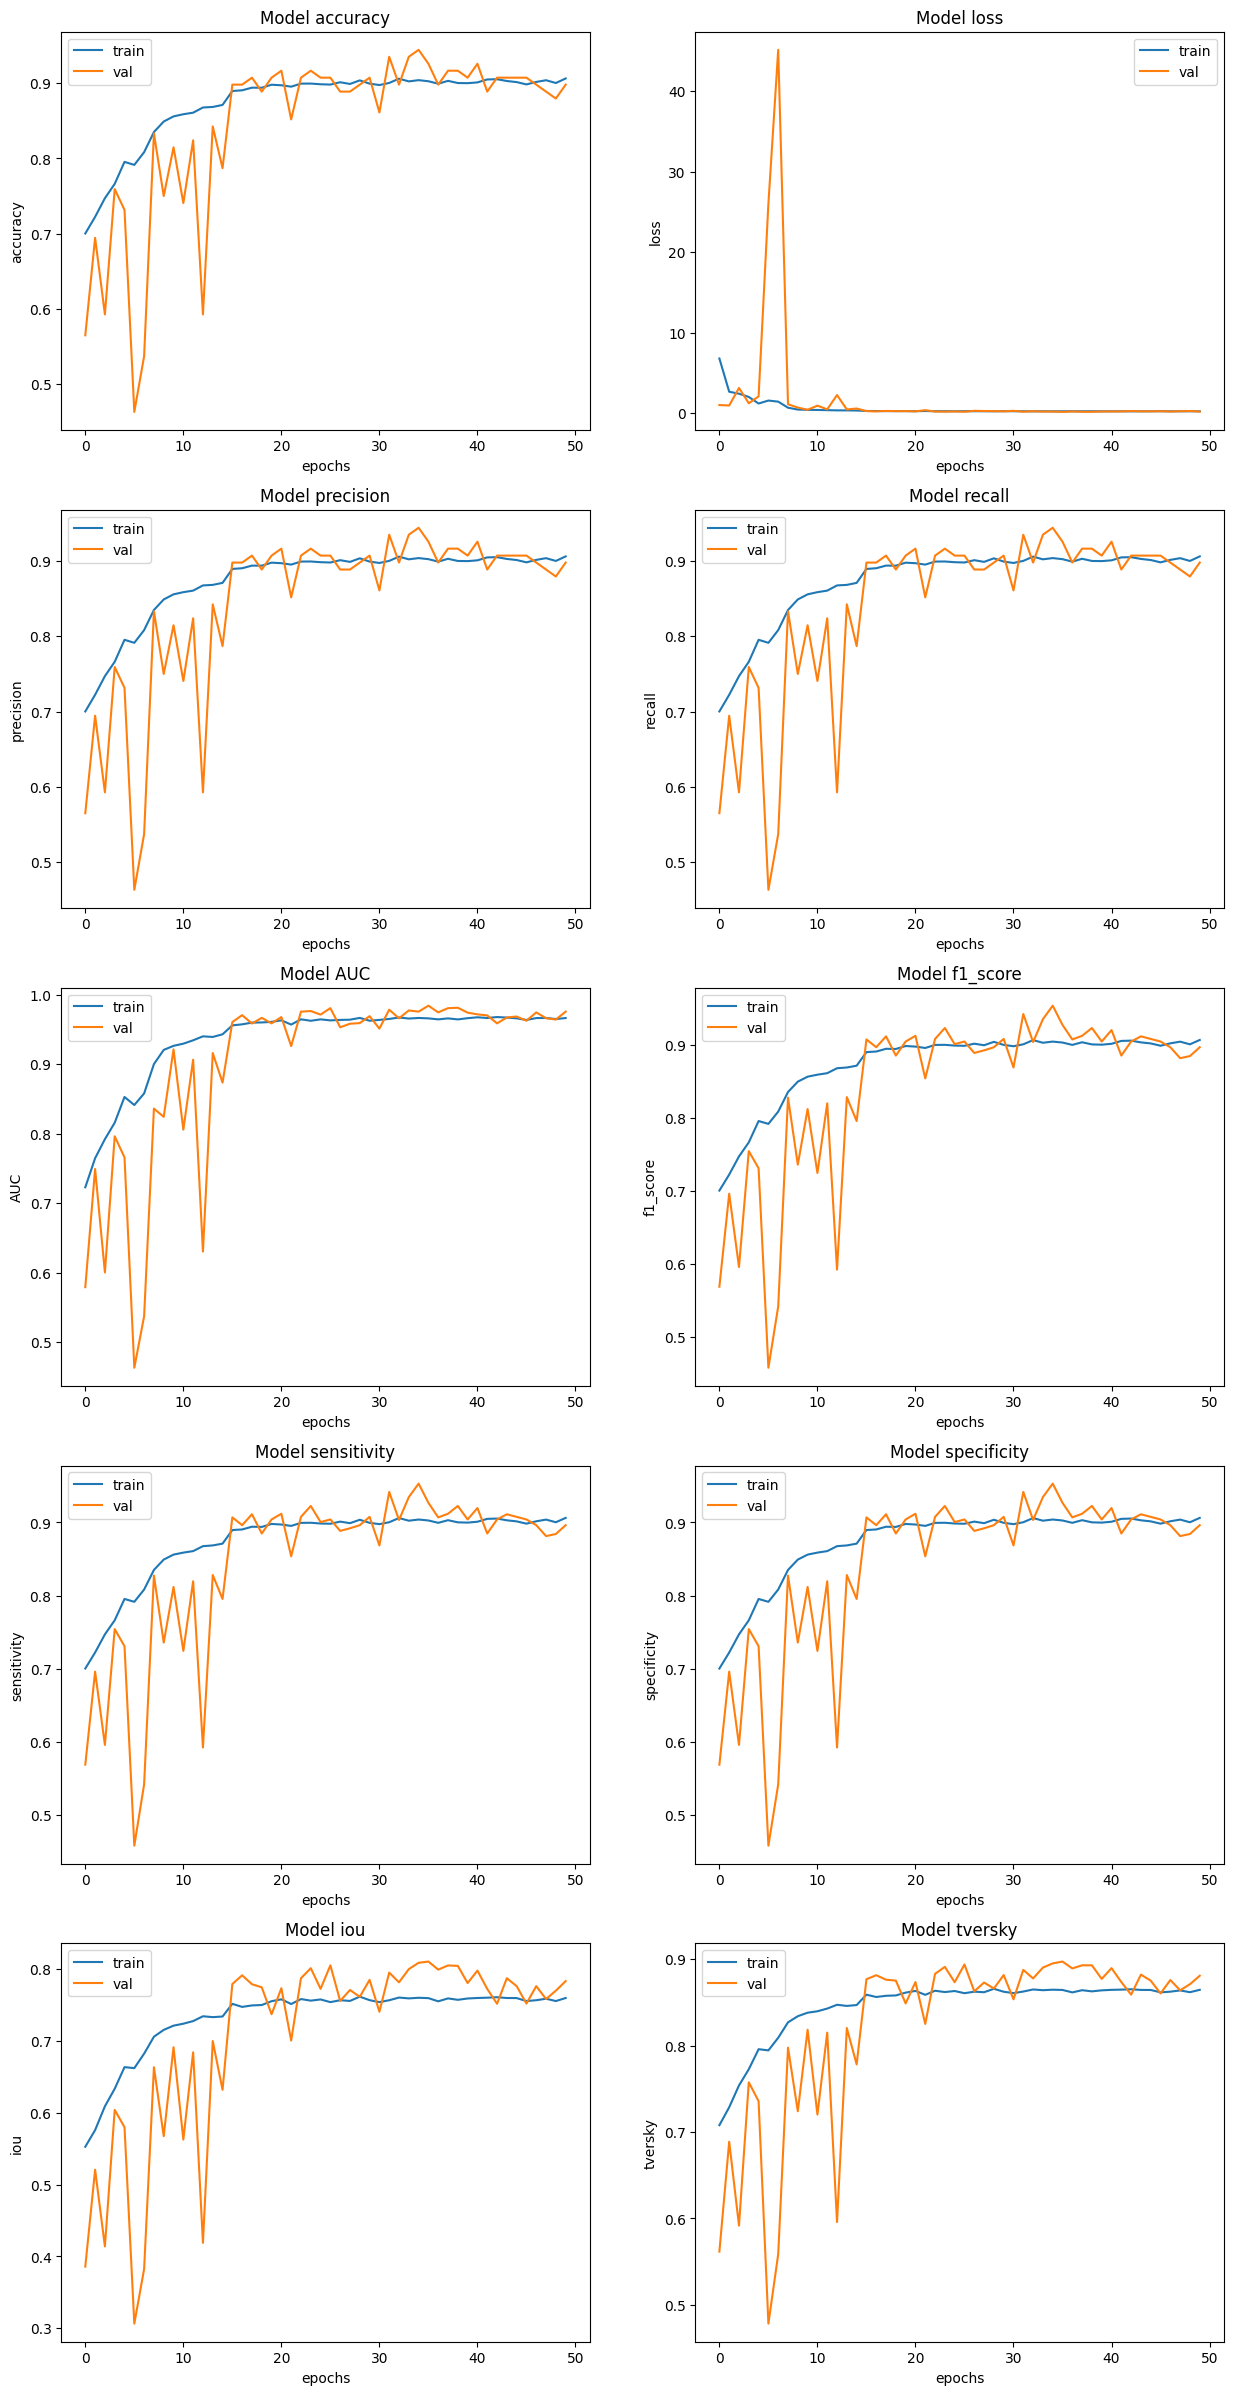 Model accuracy
train
val
0.9
0.8
0.7
0.6
0.5
accuracy
0 10 20 30 40 50
epochs
Model loss
train
val
40
30
20
10
0
loss
0 10 20 30 40 50
epochs
Model precision
train
val
0.9
0.8
0.7
0.6
0.5
precision
0 10 20 30 40 50
epochs
Model recall
train
val
0.9
0.8
0.7
0.6
0.5
recall
0 10 20 30 40 50
epochs
Model AUC
train
val
1.0
0.9
0.8
0.7
0.6
0.5
AUC
0 10 20 30 40 50
epochs
Model f1_score
train
val
0.9
0.8
0.7
0.6
0.5
f1_score
0 10 20 30 40 50
epochs
Model sensitivity
train
val
0.9
0.8
0.7
0.6
0.5
sensitivity
0 10 20 30 40 50
epochs
Model specificity
train
val
0.9
0.8
0.7
0.6
0.5
specificity
0 10 20 30 40 50
epochs
Model iou
train
val
0.8
0.7
0.6
0.5
0.4
0.3
iou
0 10 20 30 40 50
epochs
Model tversky
train
val
0.9
0.8
0.7
0.6
0.5
tversky
0 10 20 30 40 50
epochs